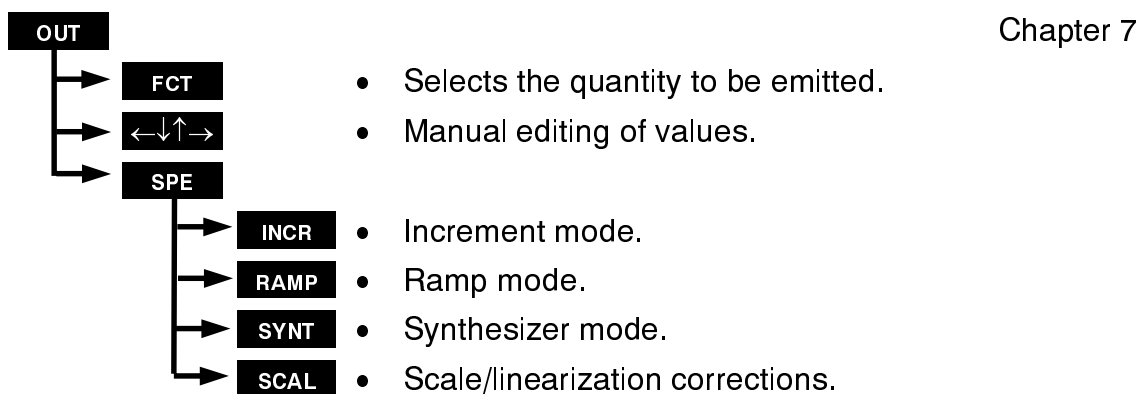 OUT Chapter 7
FCT • Selects the quantity to be emitted.
←↓↑→ • Manual editing of values.
SPE
INCR • Increment mode.
RAMP • Ramp mode.
SYNT • Synthesizer mode.
SCAL • Scale/linearization corrections.